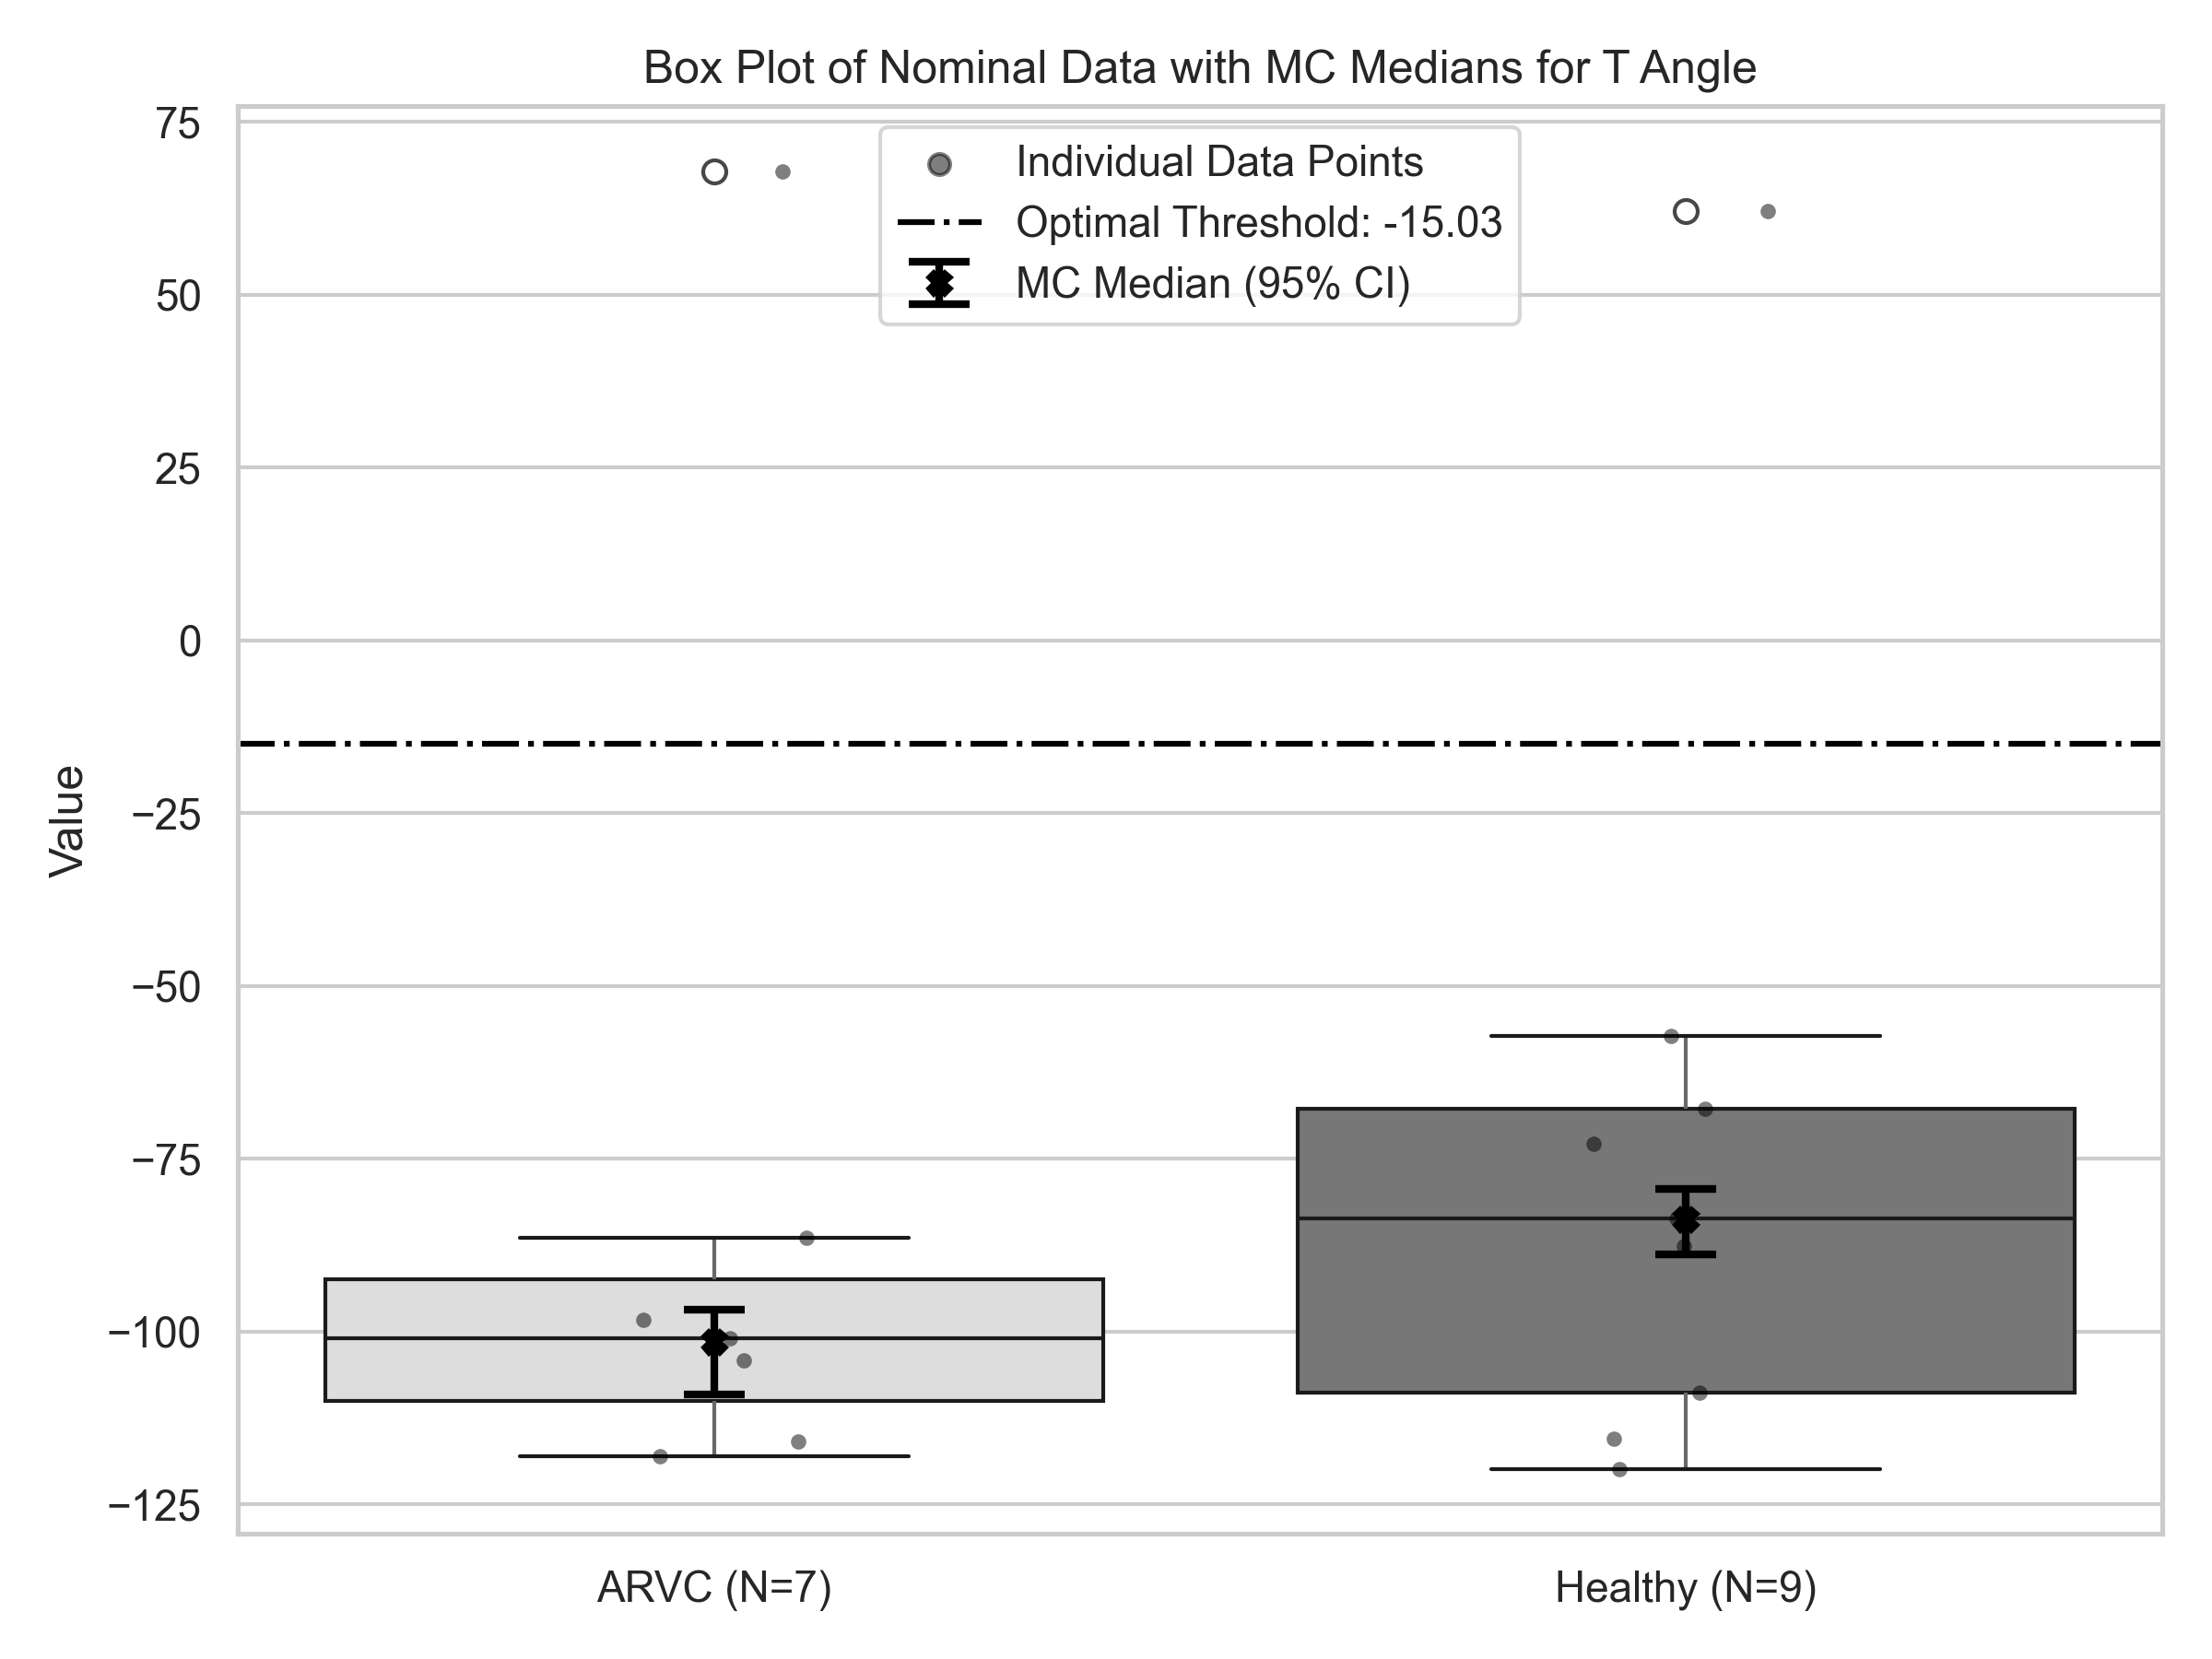 Box Plot of Nominal Data with MC Medians for T Angle
75
50
25
0
−25
−50
−75
−100
−125
Value
Individual Data Points
Optimal Threshold: -15.03
MC Median (95% CI)
ARVC (N=7)
Healthy (N=9)